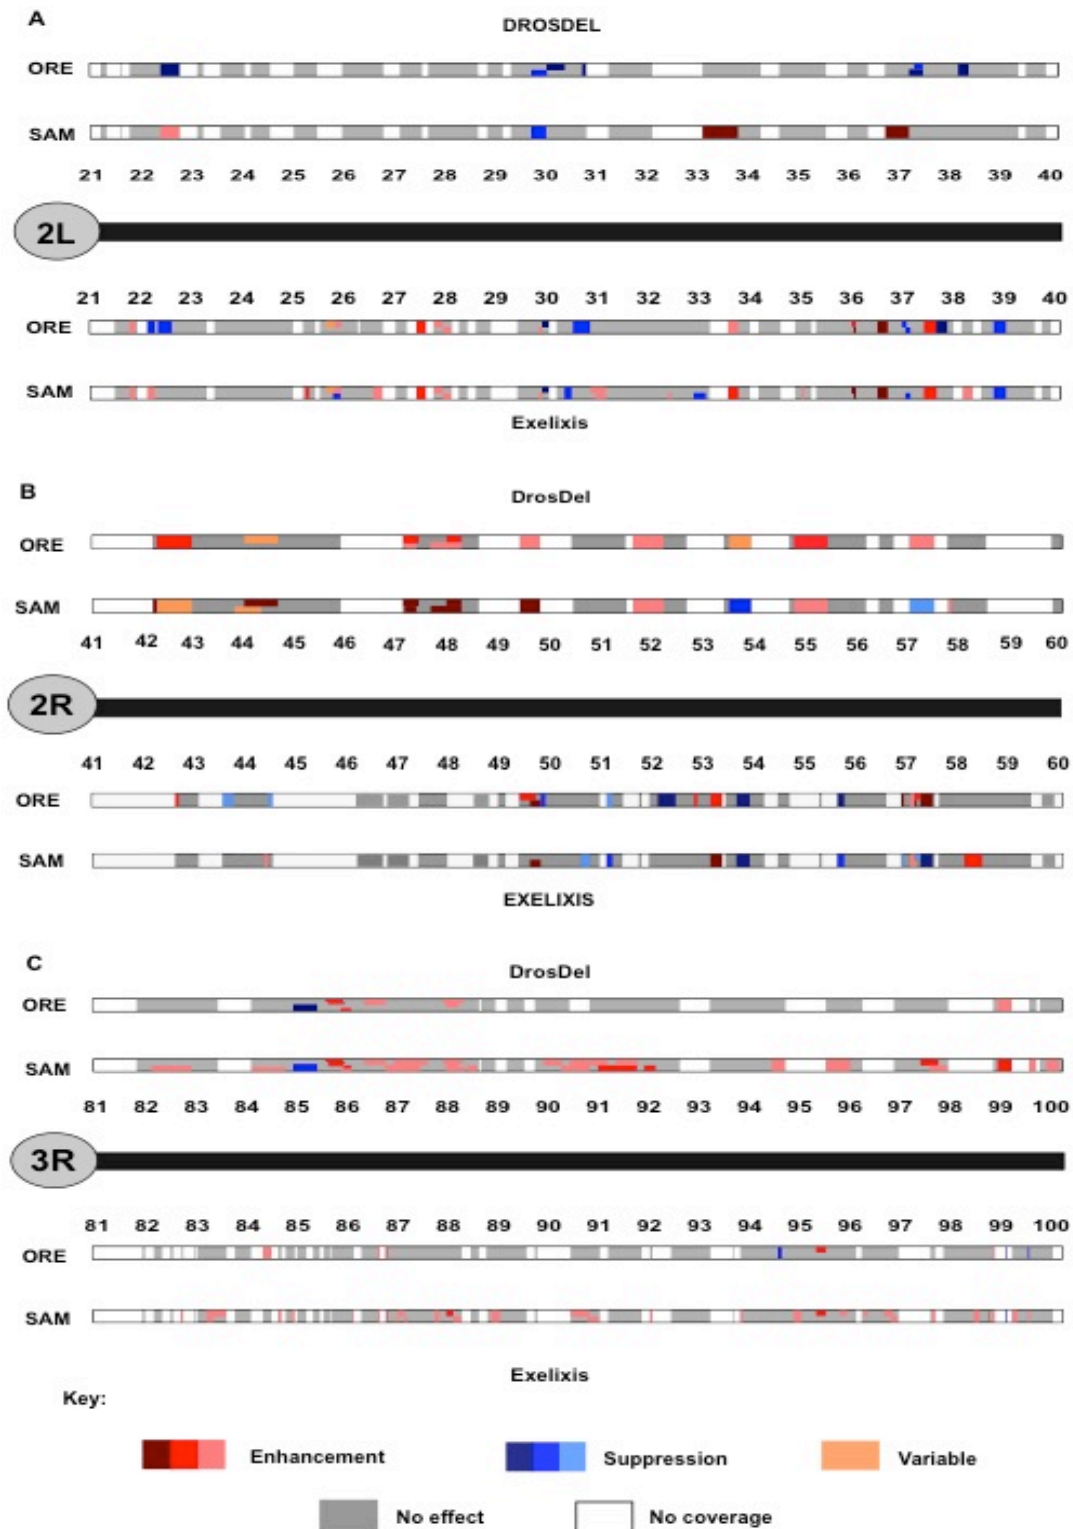 A
DROSDEL
ORE
SAM
21 22 23 24 25 26 27 28 29 30 31 32 33 34 35 36 37 38 39 40
2L
21 22 23 24 25 26 27 28 30 31 32 33 35 36 37 38 40
ORE
SAM
Exelixis
B
DrosDel
ORE
SAM
41 42 43 44 45 46 47 48 49 50 51 52 53 54 55 56 57 58 59 60
2R
41 42 43 44 45 46 47 48 49 50 51 52 53 54 55 56 57 58 59 60
ORE
SAM
EXELIXIS
C
DrosDel
ORE
SAM
81 82 83 84 85 86 87 88 89 90 91 92 93 94 95 96 97 98 99 100
3R
81 82 83 84 85 86 87 88 89 90 91 92 93 94 95 96 97 98 99 100
ORE
SAM
Exelixis
Key:
Enhancement Suppression Variable
No effect No coverage